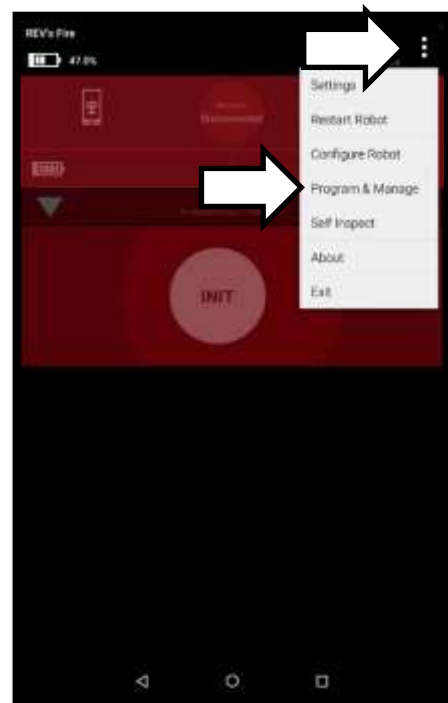 REV's Fire
47.0%
Settings
Restart Robot
Configure Robot
Program & Manage
Self Inspect
About
Exit
INIT